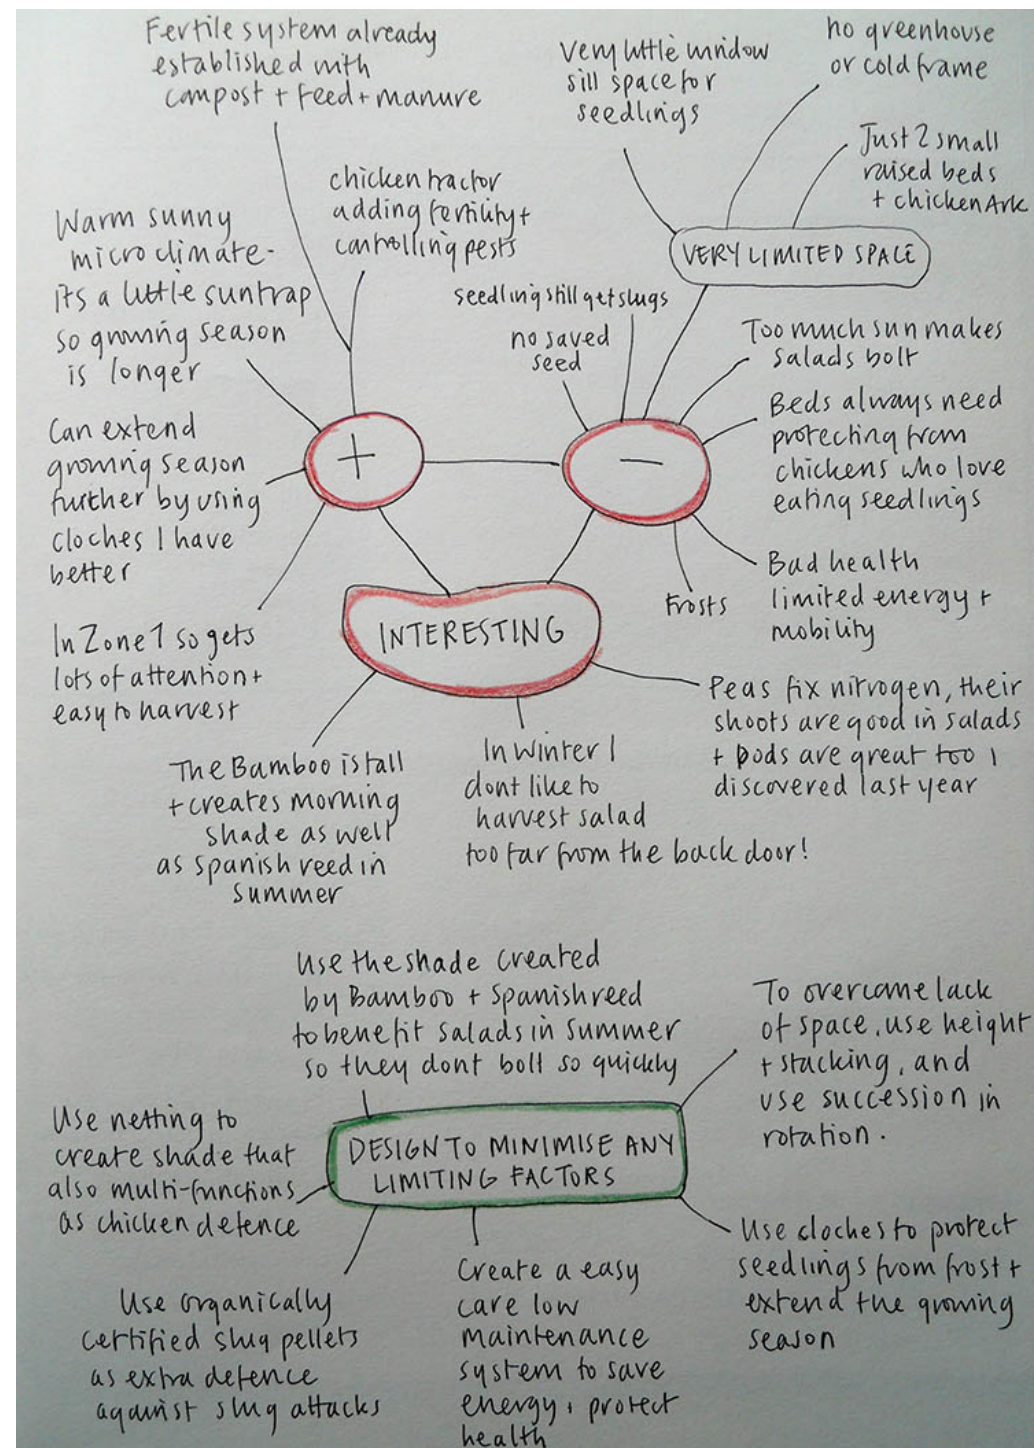 Fertile system already
established with
compost + feed + manure
Very little window
sill space for
seedlings
no greenhouse
or cold frame
Just 2 small
raised beds
+ chicken Ark
VERY LIMITED SPACE
chicken tractor
adding fertility +
controlling pests
Warm sunny
microclimate-
its a little suntrap
so growing season
is longer
seedling still get slugs
no saved
seed
Too much sun makes
salads bolt
Beds always need
protecting from
chickens who love
eating seedlings
+
−
Can extend
growing season
further by using
cloches I have
better
Bad health
limited energy +
mobility
Frosts
INTERESTING
In Zone 1 so gets
lots of attention +
easy to harvest
Peas fix nitrogen, their
shoots are good in salads
+ pods are great too I
discovered last year
The Bamboo is tall
+ creates morning
shade as well
as spanish reed in
summer
In winter I
dont like to
harvest salad
too far from the back door!
Use the shade created
by Bamboo + Spanish reed
to benefit salads in summer
so they dont bolt so quickly
To overcome lack
of space, use height
+ stacking, and
use succession in
rotation.
Use netting to
create shade that
also multi-functions
as chicken defence
DESIGN TO MINIMISE ANY
LIMITING FACTORS
Use organically
certified slug pellets
as extra defence
against slug attacks
Create a easy
care low
maintenance
system to save
energy + protect
health
Use cloches to protect
seedlings from frost +
extend the growing
season